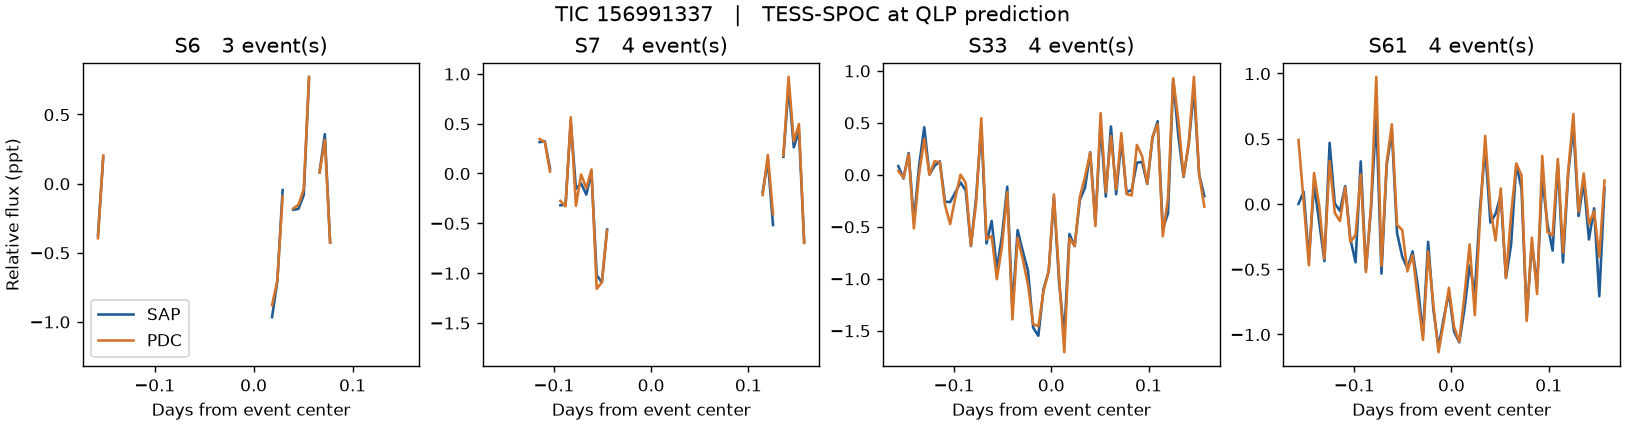 TIC 156991337 | TESS-SPOC at QLP prediction
S6 3 event(s)
S7 4 event(s)
S33 4 event(s)
S61 4 event(s)
Relative flux (ppt)
0.5
0.0
−0.5
−1.0
SAP
PDC
−0.1
0.0
0.1
Days from event center
1.0
0.5
0.0
−0.5
−1.0
−1.5
−0.1
0.0
0.1
Days from event center
1.0
0.5
0.0
−0.5
−1.0
−1.5
−0.1
0.0
0.1
Days from event center
1.0
0.5
0.0
−0.5
−1.0
−0.1
0.0
0.1
Days from event center